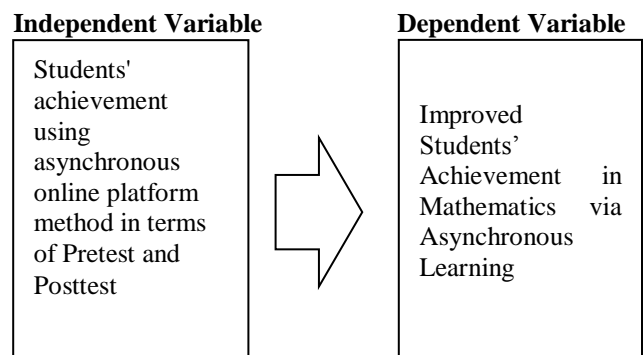 Independent Variable
Students'
achievement
using
asynchronous
online platform
method in terms
of Pretest and
Posttest
Dependent Variable
Improved
Students’
Achievement in
Mathematics via
Asynchronous
Learning